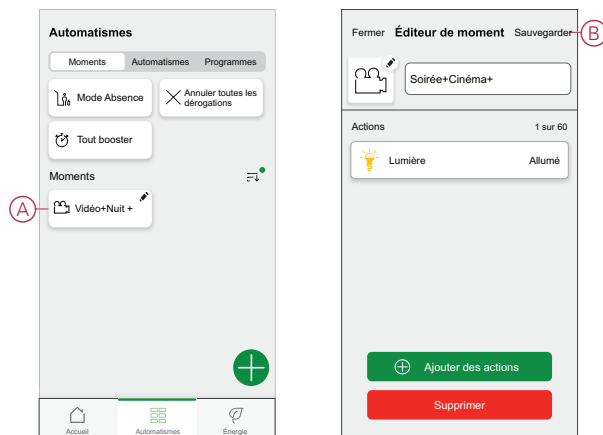 Automatismes
Moments Automatismes Programmes
Mode Absence
Annuler toutes les
dérogations
Tout booster
Moments
A
Vidéo+Nuit +
Accueil Automatismes Énergie
Fermer Éditeur de moment Sauvegarder
B
Soirée+Cinéma+
Actions 1 sur 60
Lumière Allumé
Ajouter des actions
Supprimer